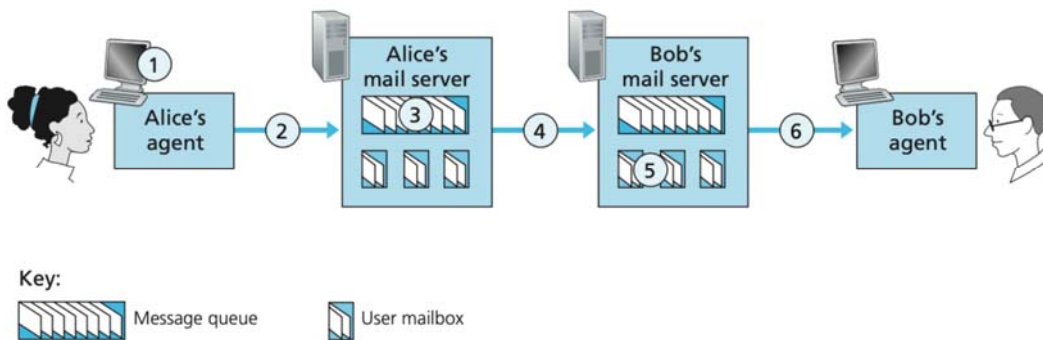 1
Alice's
agent
2
Alice's
mail server
3
4
Bob's
mail server
5
6
Bob's
agent
Key:
Message queue
User mailbox